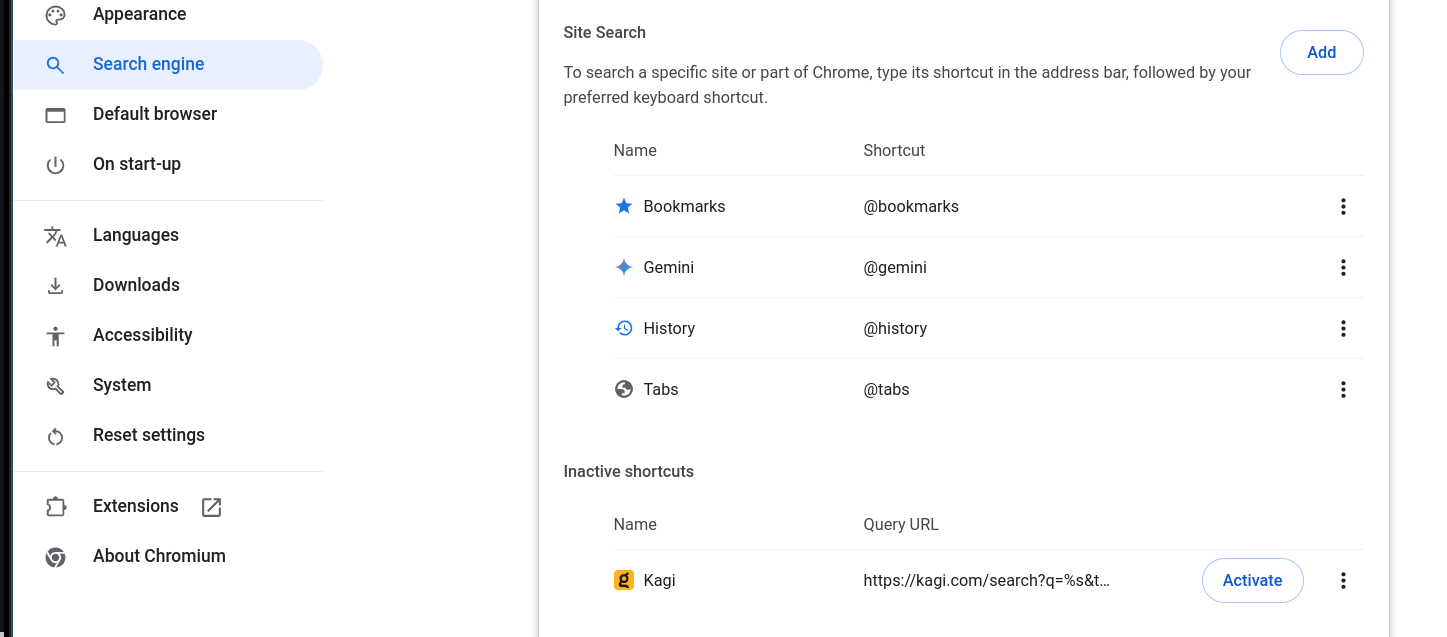 Appearance
Search engine
Default browser
On start-up
Languages
Downloads
Accessibility
System
Reset settings
Extensions
About Chromium
Site Search
Add
To search a specific site or part of Chrome, type its shortcut in the address bar, followed by your
preferred keyboard shortcut.
Name Shortcut
Bookmarks @bookmarks
Gemini @gemini
History @history
Tabs @tabs
Inactive shortcuts
Name Query URL
Kagi https://kagi.com/search?q=%s&t... Activate